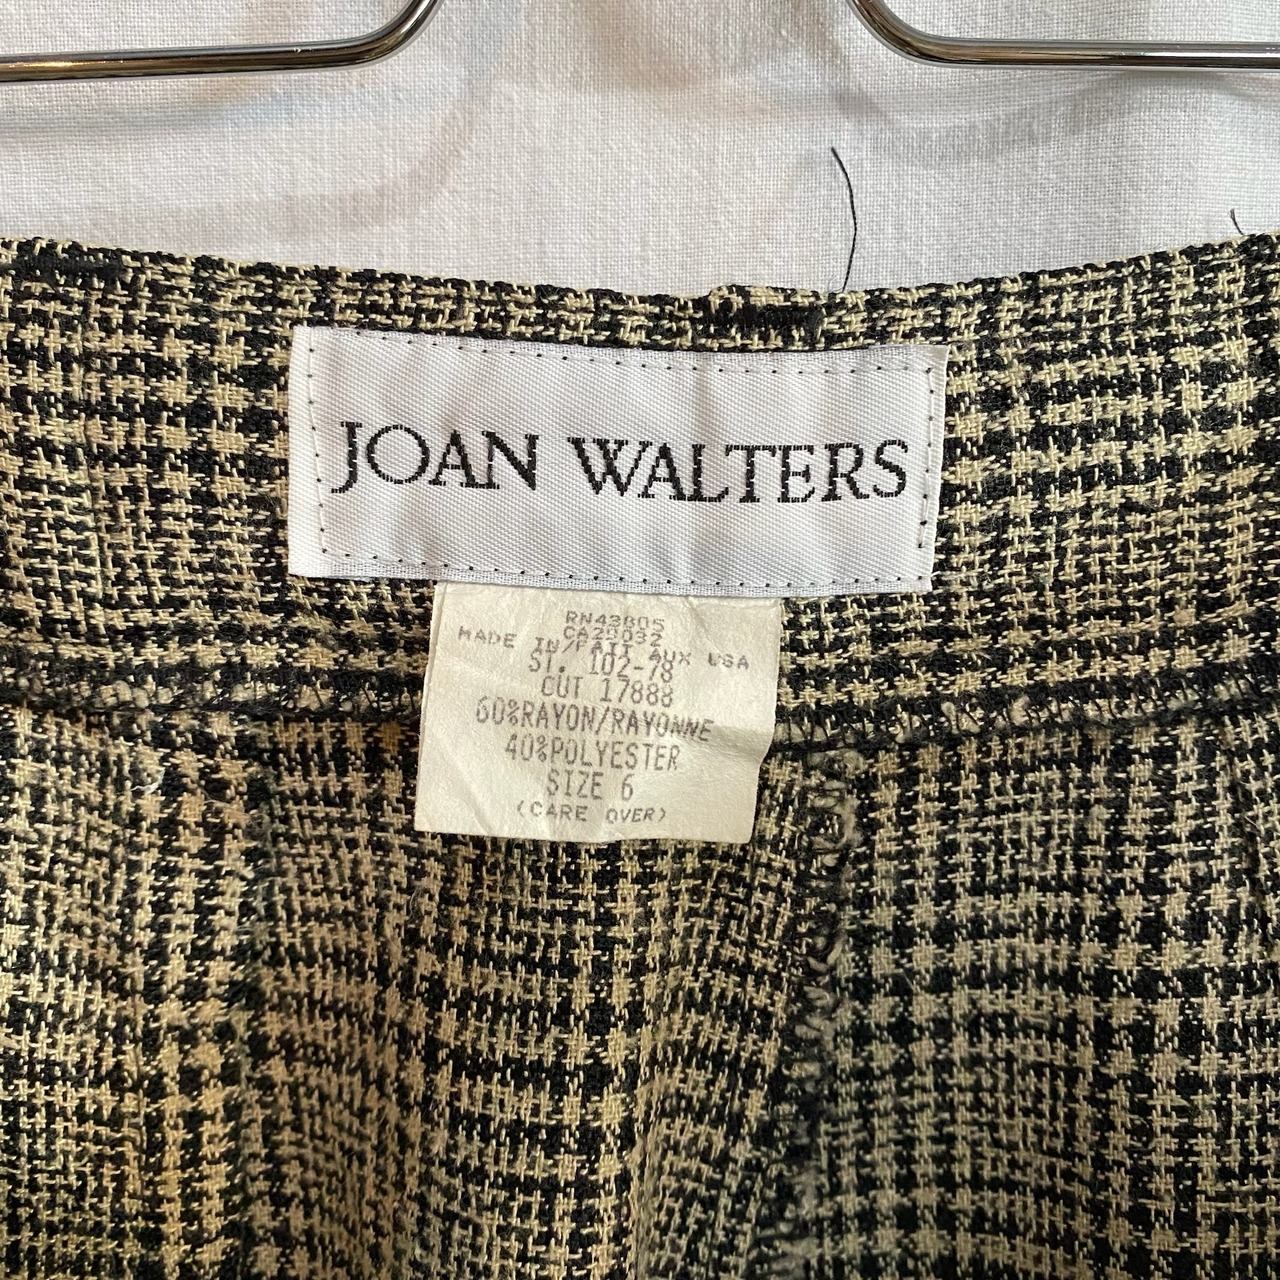 JOAN WALTERS
RN43805
CA25032
MADE IN/FAIT AUX USA
ST. 102-78
CUT 17888
60%RAYON/RAYONNE
40%POLYESTER
SIZE 6
(CARE OVER)